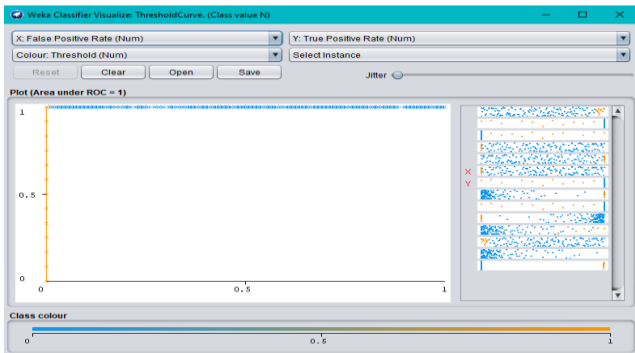 Weka Classifier Visualize: ThresholdCurve. (Class value N)
X: False Positive Rate (Num) Y: True Positive Rate (Num)
Colour: Threshold (Num) Select Instance
Reset Clear Open Save Jitter
Plot (Area under ROC = 1)
1
X
Y
0.5
0
0 0.5 1
Class colour
0 0.5 1